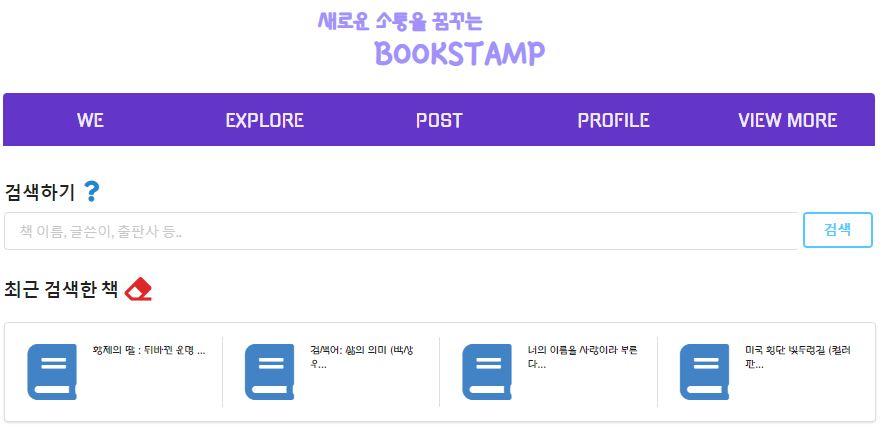 새로운 소통을 꿈꾸는
BOOKSTAMP
WE EXPLORE POST PROFILE VIEW MORE
검색하기 ?
책 이름, 글쓴이, 출판사 등..
검색
최근 검색한 책
황제의 딸 : 뒤바뀐 운명 ...
검색어: 삶의 의미 (박상
우...
너의 이름을 사랑이라 부른
다...
미국 횡단 빛두렁길 (컬러
판...